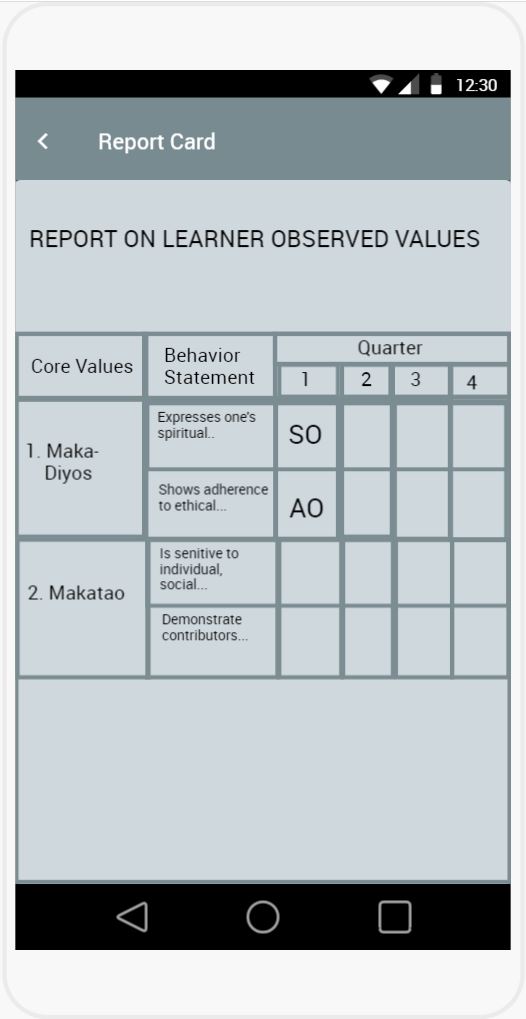 12:30
Report Card
REPORT ON LEARNER OBSERVED VALUES
Core Values
Behavior
Statement
Quarter
1 2 3 4
1. Maka-
Diyos
Expresses one's
spiritual..
SO
Shows adherence
to ethical...
AO
2. Makatao
Is senitive to
individual,
social...
Demonstrate
contributors...